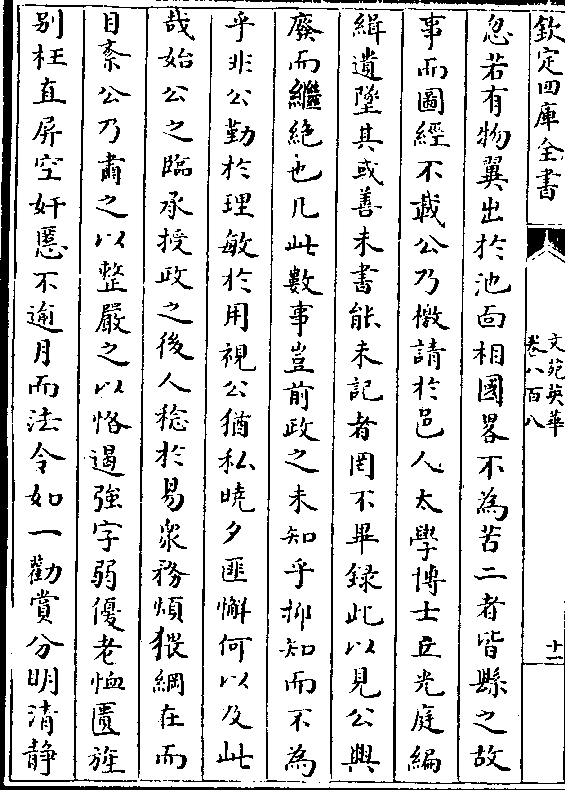 欽定四庫全書
文苑英華
卷八百八
十一
忽若有物翼出於池面相國畧不為苦二者皆縣之故
事而圖經不載公乃檄請於邑人太學博士丘光庭編
緝遺墜其或善未書能未記者罔不畢録此以見公興
廢而繼絶也凡此數事豈前政之未知乎抑知而不為
乎非公勤於理敏於用視公猶私曉夕匪懈何以及此
哉始公之臨承授政之後人稔於易衆務煩猥綱在而
目紊公乃肅之以整嚴之以恪遏強字弱優老恤匱旌
别枉直屏空奸慝不逾月而法令如一勸賞分明清静